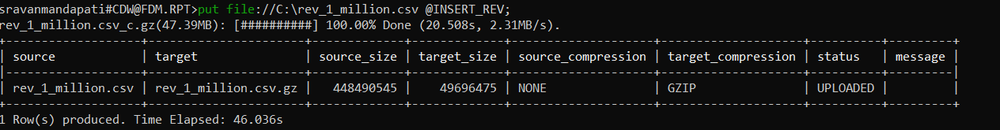 sravanmandapati#CDW@FDM.RPT>put file://C:\rev_1_million.csv @INSERT_REV;
rev_1_million.csv_c.gz(47.39MB): [##########] 100.00% Done (20.508s, 2.31MB/s).
+-------------------+----------------------+-------------+-------------+--------------------+--------------------+----------+---------+
| source            | target               | source_size | target_size | source_compression | target_compression | status   | message |
|-------------------+----------------------+-------------+-------------+--------------------+--------------------+----------+---------|
| rev_1_million.csv | rev_1_million.csv.gz |   448490545 |    49696475 | NONE               | GZIP               | UPLOADED |         |
+-------------------+----------------------+-------------+-------------+--------------------+--------------------+----------+---------+
1 Row(s) produced. Time Elapsed: 46.036s